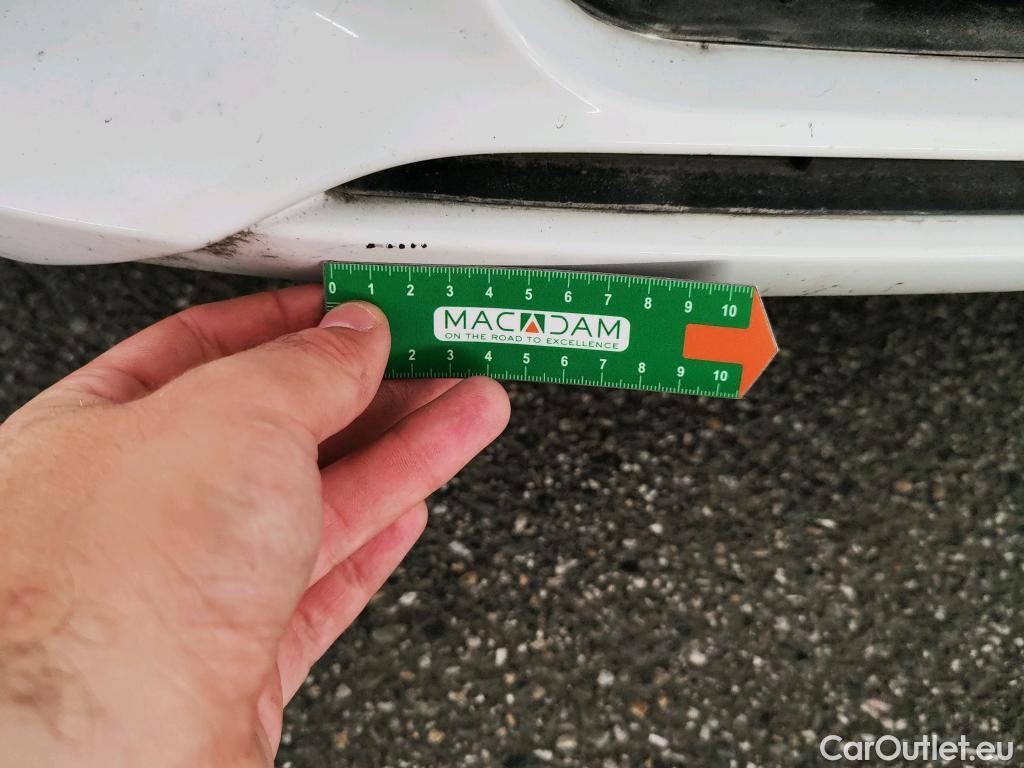 0 1 2 3 4 5 6 7 8 9 10
MACADAM
ON THE ROAD TO EXCELLENCE
0 2 3 4 5 6 7 8 9 10
CarOutlet.eu